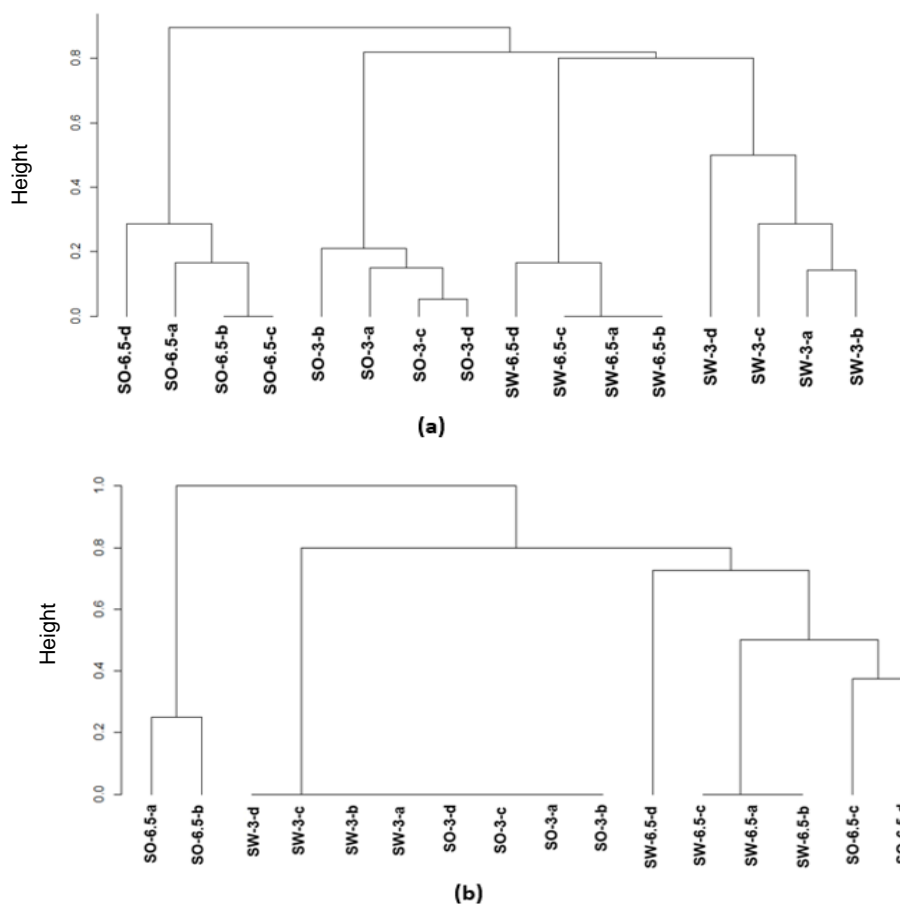 Height
0.0 0.2 0.4 0.6 0.8
SO-6.5-d SO-6.5-a SO-6.5-b SO-6.5-c SO-3-b SO-3-a SO-3-c SO-3-d SW-6.5-d SW-6.5-c SW-6.5-a SW-6.5-b SW-3-d SW-3-c SW-3-a SW-3-b
(a)
Height
0.0 0.2 0.4 0.6 0.8 1.0
SO-6.5-a SO-6.5-b SW-3-d SW-3-c SW-3-b SW-3-a SO-3-d SO-3-c SO-3-a SO-3-b SW-6.5-d SW-6.5-c SW-6.5-a SW-6.5-b SO-6.5-c
(b)